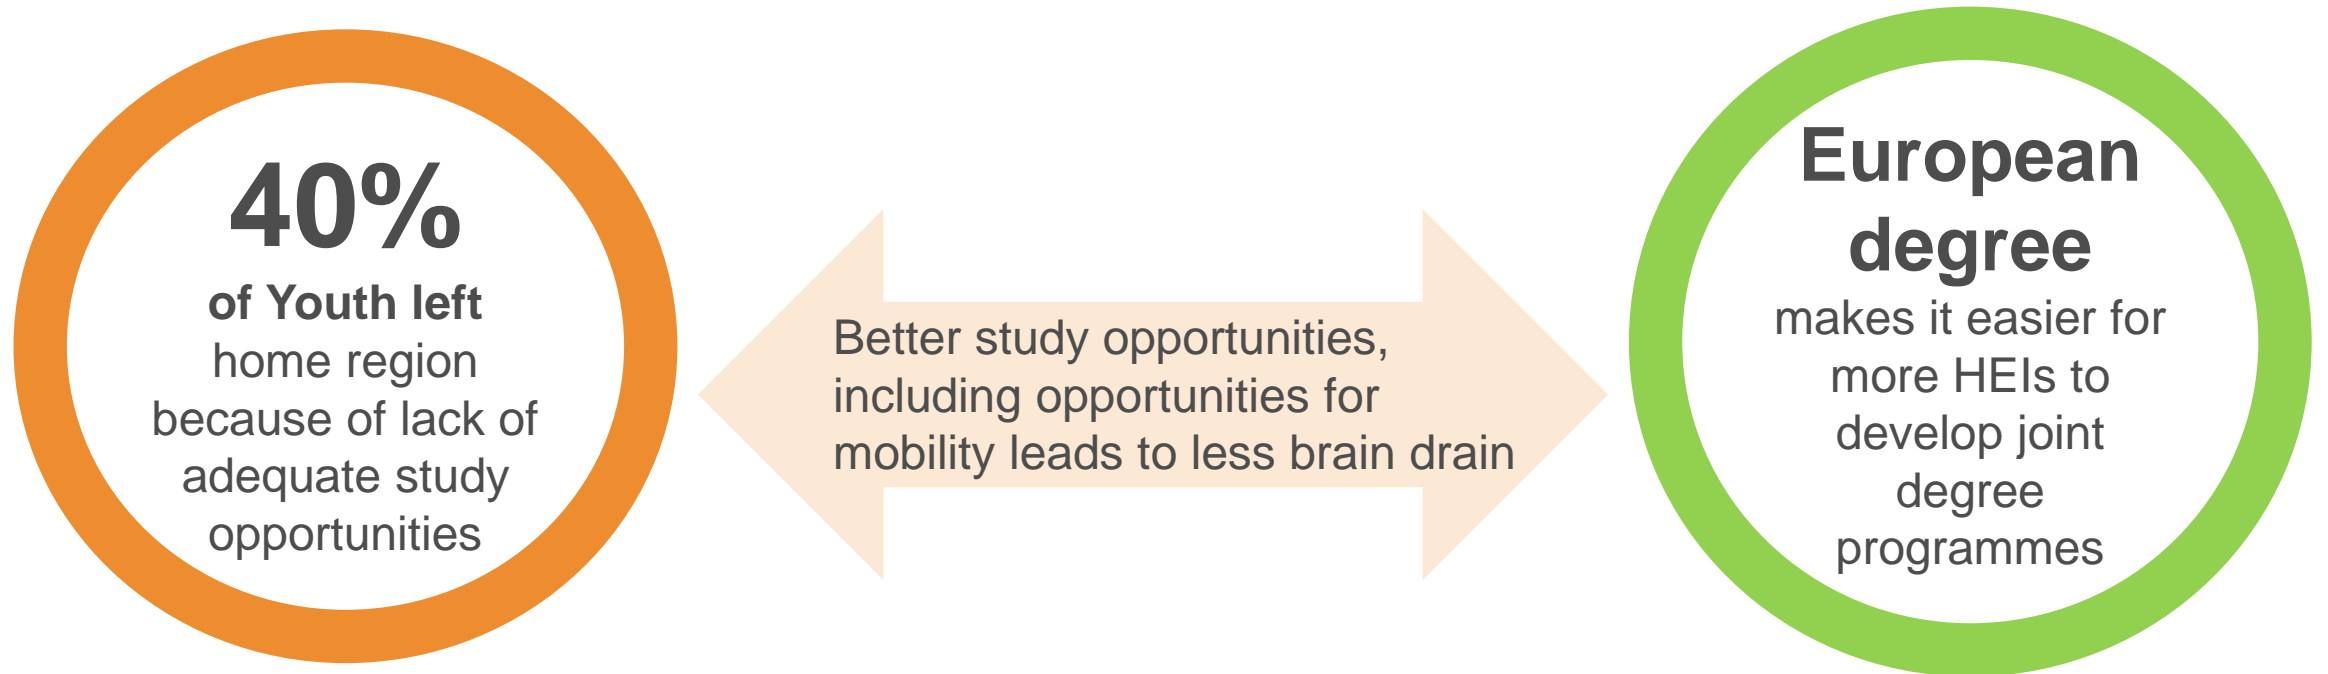 40%
of Youth left
home region
because of lack of
adequate study
opportunities
Better study opportunities,
including opportunities for
mobility leads to less brain drain
European
degree
makes it easier for
more HEIs to
develop joint
degree
programmes